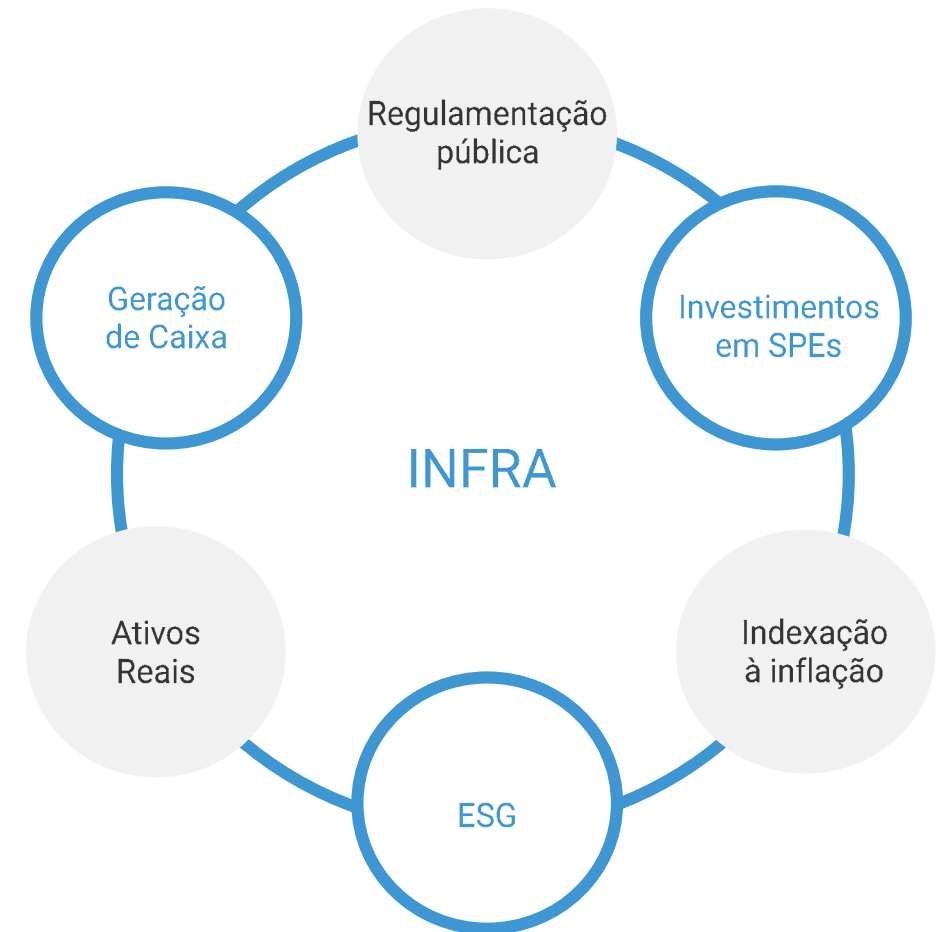 Regulamentação
pública
Geração
de Caixa
Investimentos
em SPEs
INFRA
Ativos
Reais
Indexação
à inflação
ESG